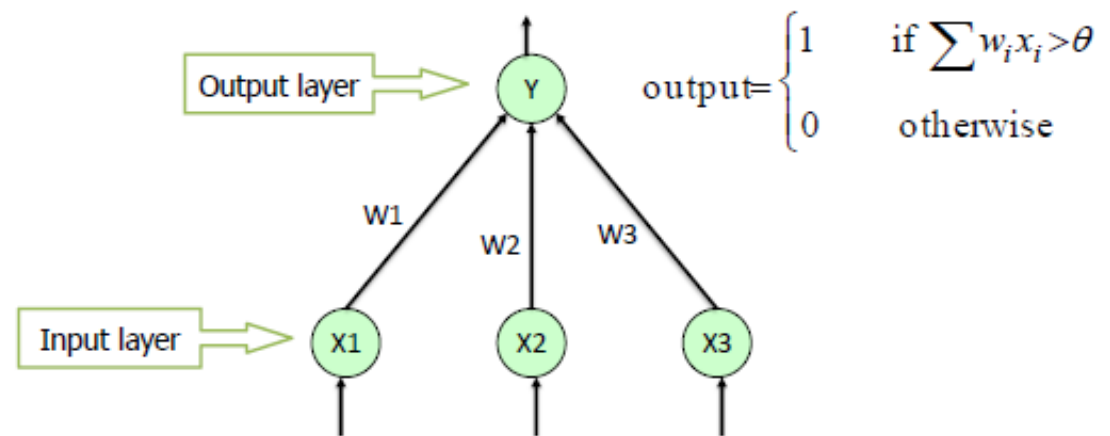 Output layer
Y
output= { 1 if ∑ wᵢxᵢ>θ
0 otherwise
W1
W2
W3
Input layer
X1
X2
X3